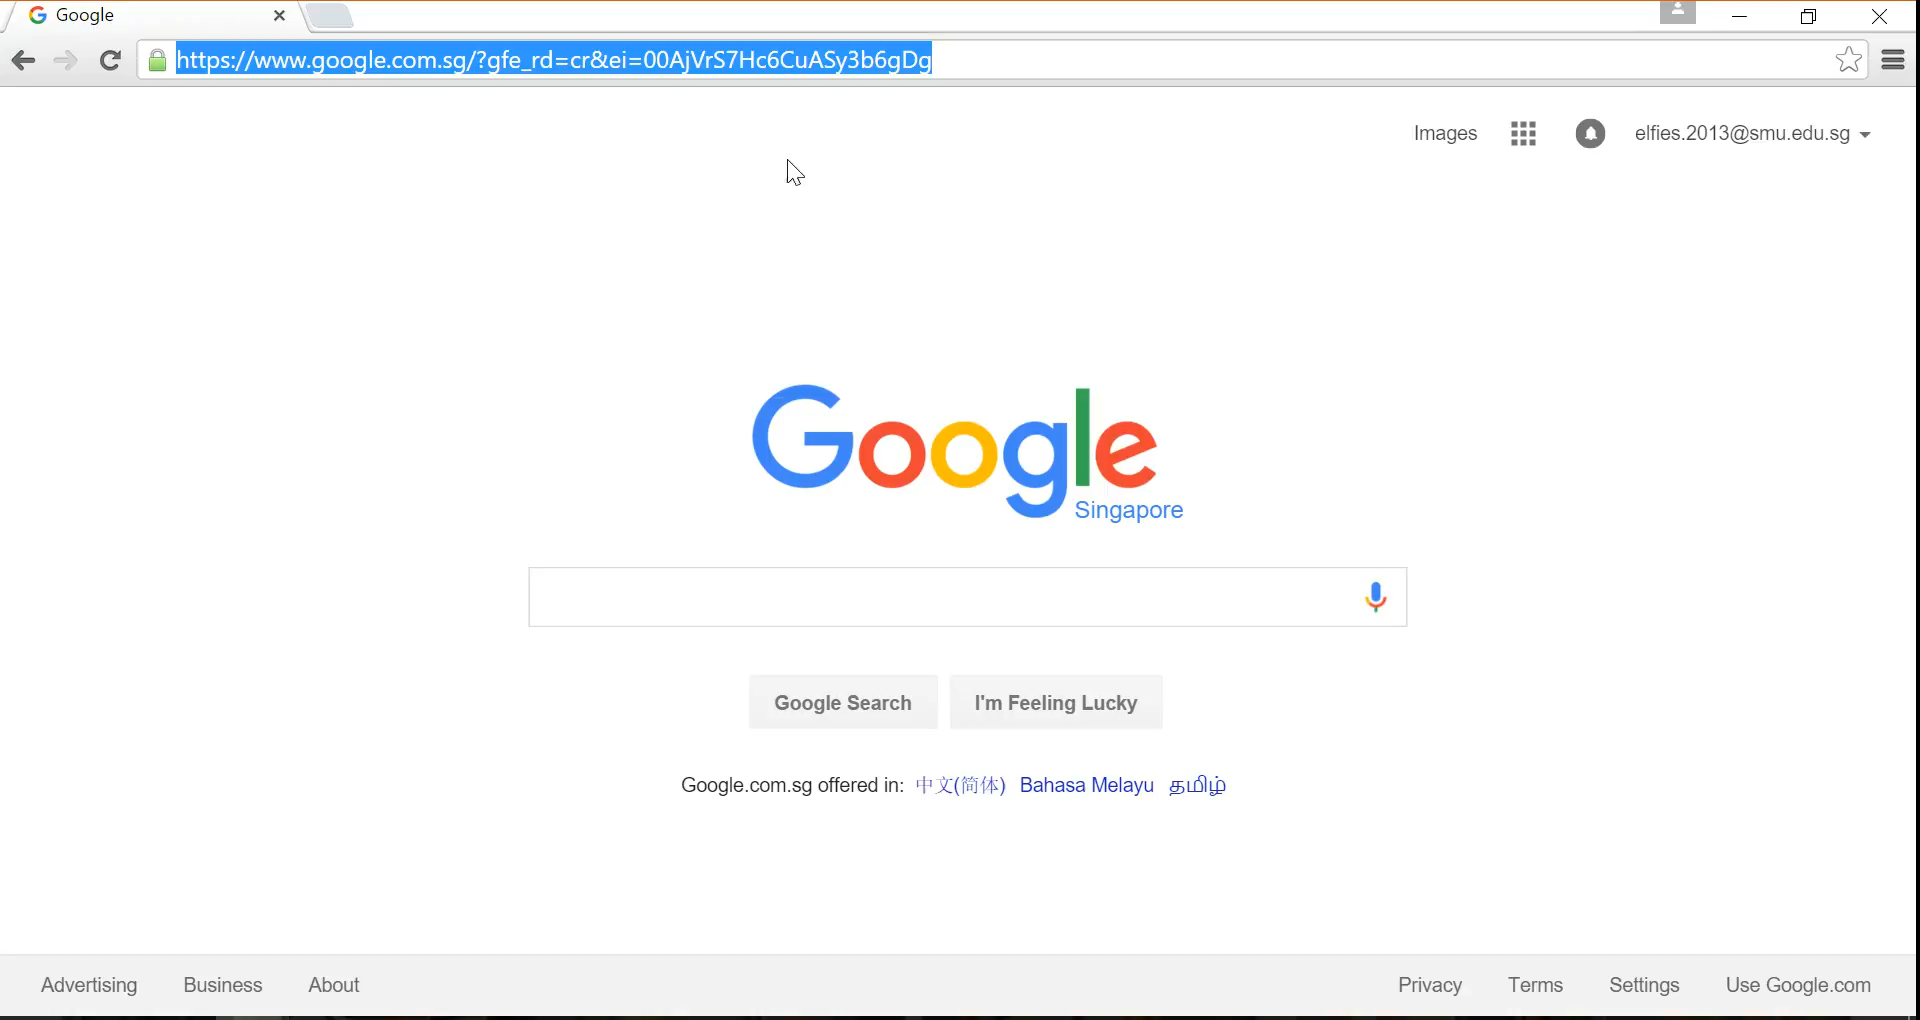 Google
https://www.google.com.sg/?gfe_rd=cr&ei=00AjVrS7Hc6CuASy3b6gDg
Images elfies.2013@smu.edu.sg
Google
Singapore
Google Search I'm Feeling Lucky
Google.com.sg offered in: 中文(简体) Bahasa Melayu தமிழ்
Advertising Business About Privacy Terms Settings Use Google.com